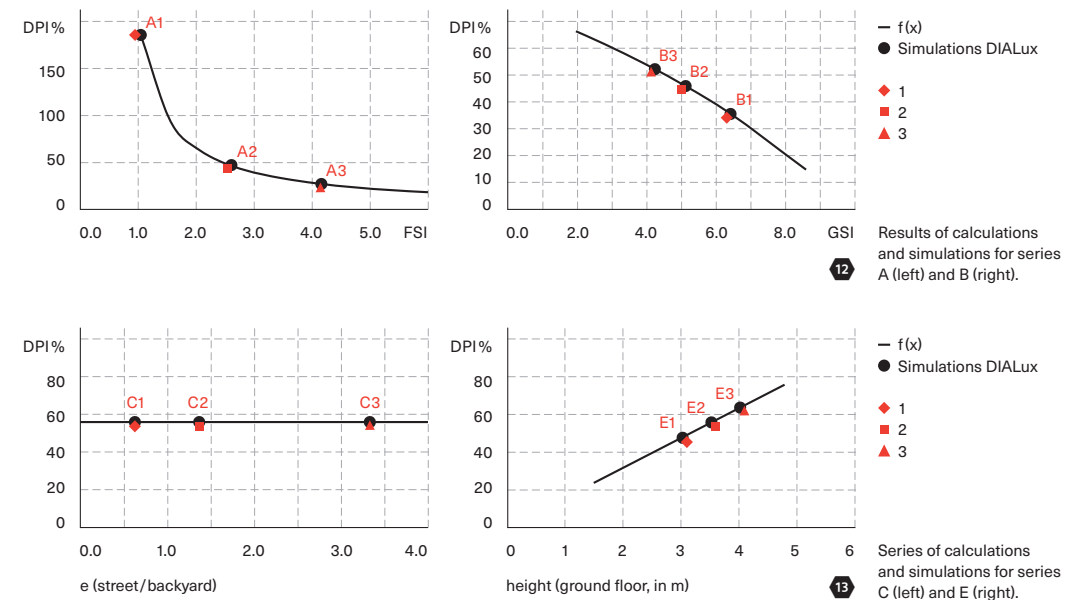 DPI%
150
100
50
0
A1
A2
A3
0.0 1.0 2.0 3.0 4.0 5.0 FSI
DPI%
60
50
40
30
20
10
0
B3
B2
B1
0.0 2.0 4.0 6.0 8.0 GSI
f(x)
Simulations DIALux
1
2
3
12
Results of calculations
and simulations for series
A (left) and B (right).
DPI%
80
60
40
20
0
C1 C2 C3
0.0 1.0 2.0 3.0 4.0
e (street/backyard)
DPI%
80
60
40
20
0
E3
E2
E1
0 1 2 3 4 5 6
height (ground floor, in m)
f(x)
Simulations DIALux
1
2
3
13
Series of calculations
and simulations for series
C (left) and E (right).